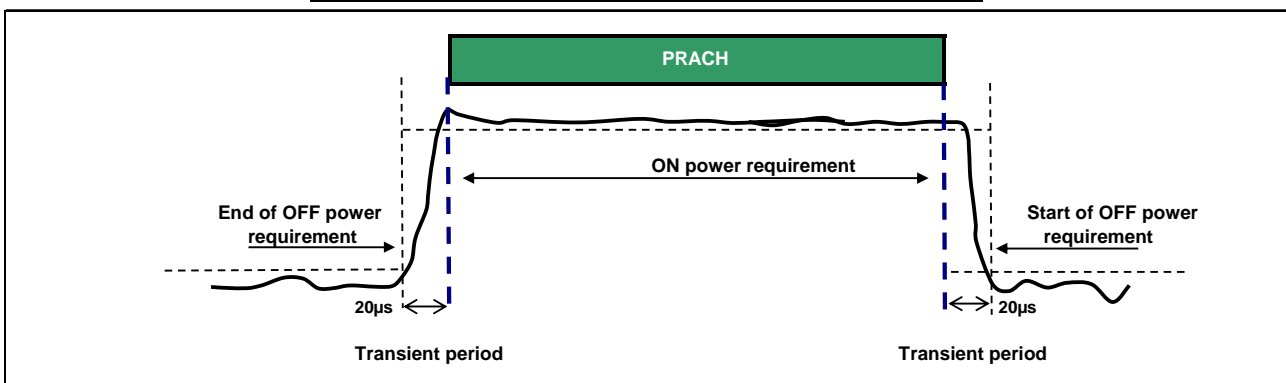 PRACH
ON power requirement
End of OFF power
requirement
Start of OFF power
requirement
20µs
20µs
Transient period
Transient period